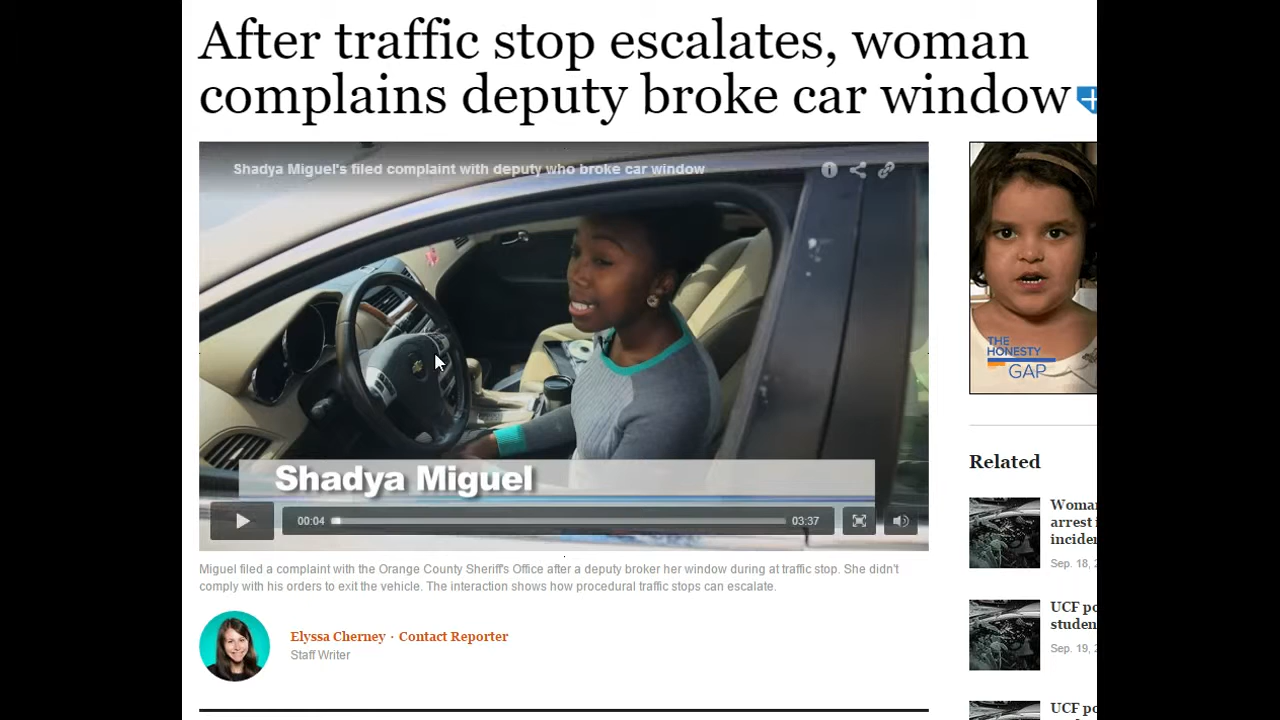 After traffic stop escalates, woman
complains deputy broke car window
Shadya Miguel's filed complaint with deputy who broke car window
Shadya Miguel
00:04
03:37
Miguel filed a complaint with the Orange County Sheriff's Office after a deputy broker her window during at traffic stop. She didn't
comply with his orders to exit the vehicle. The interaction shows how procedural traffic stops can escalate.
Elyssa Cherney · Contact Reporter
Staff Writer
THE
HONESTY
GAP
Related
arrest i
Sep. 18, 2
UCF po
studen
Sep. 19, 2
UCF po